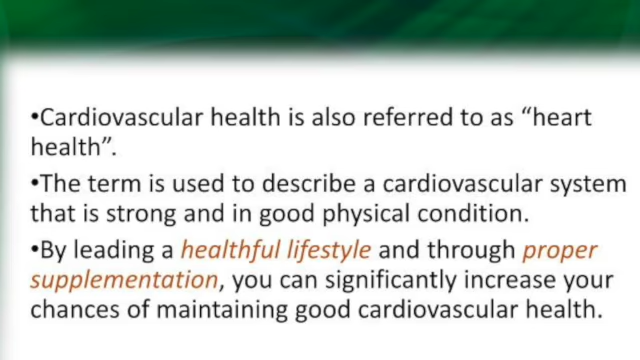 •Cardiovascular health is also referred to as “heart
health”.
•The term is used to describe a cardiovascular system
that is strong and in good physical condition.
•By leading a healthful lifestyle and through proper
supplementation, you can significantly increase your
chances of maintaining good cardiovascular health.